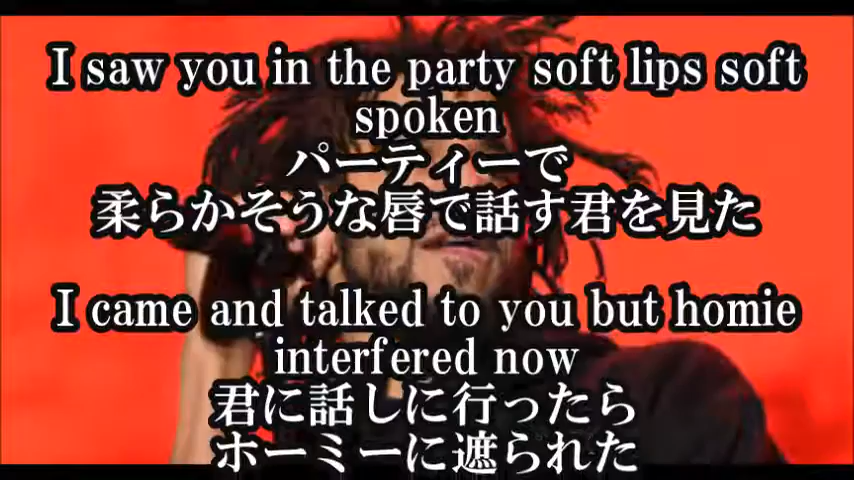 I saw you in the party soft lips soft
spoken
パーティーで
柔らかそうな唇で話す君を見た
I came and talked to you but homie
interfered now
君に話しに行ったら
ホーミーに遮られた